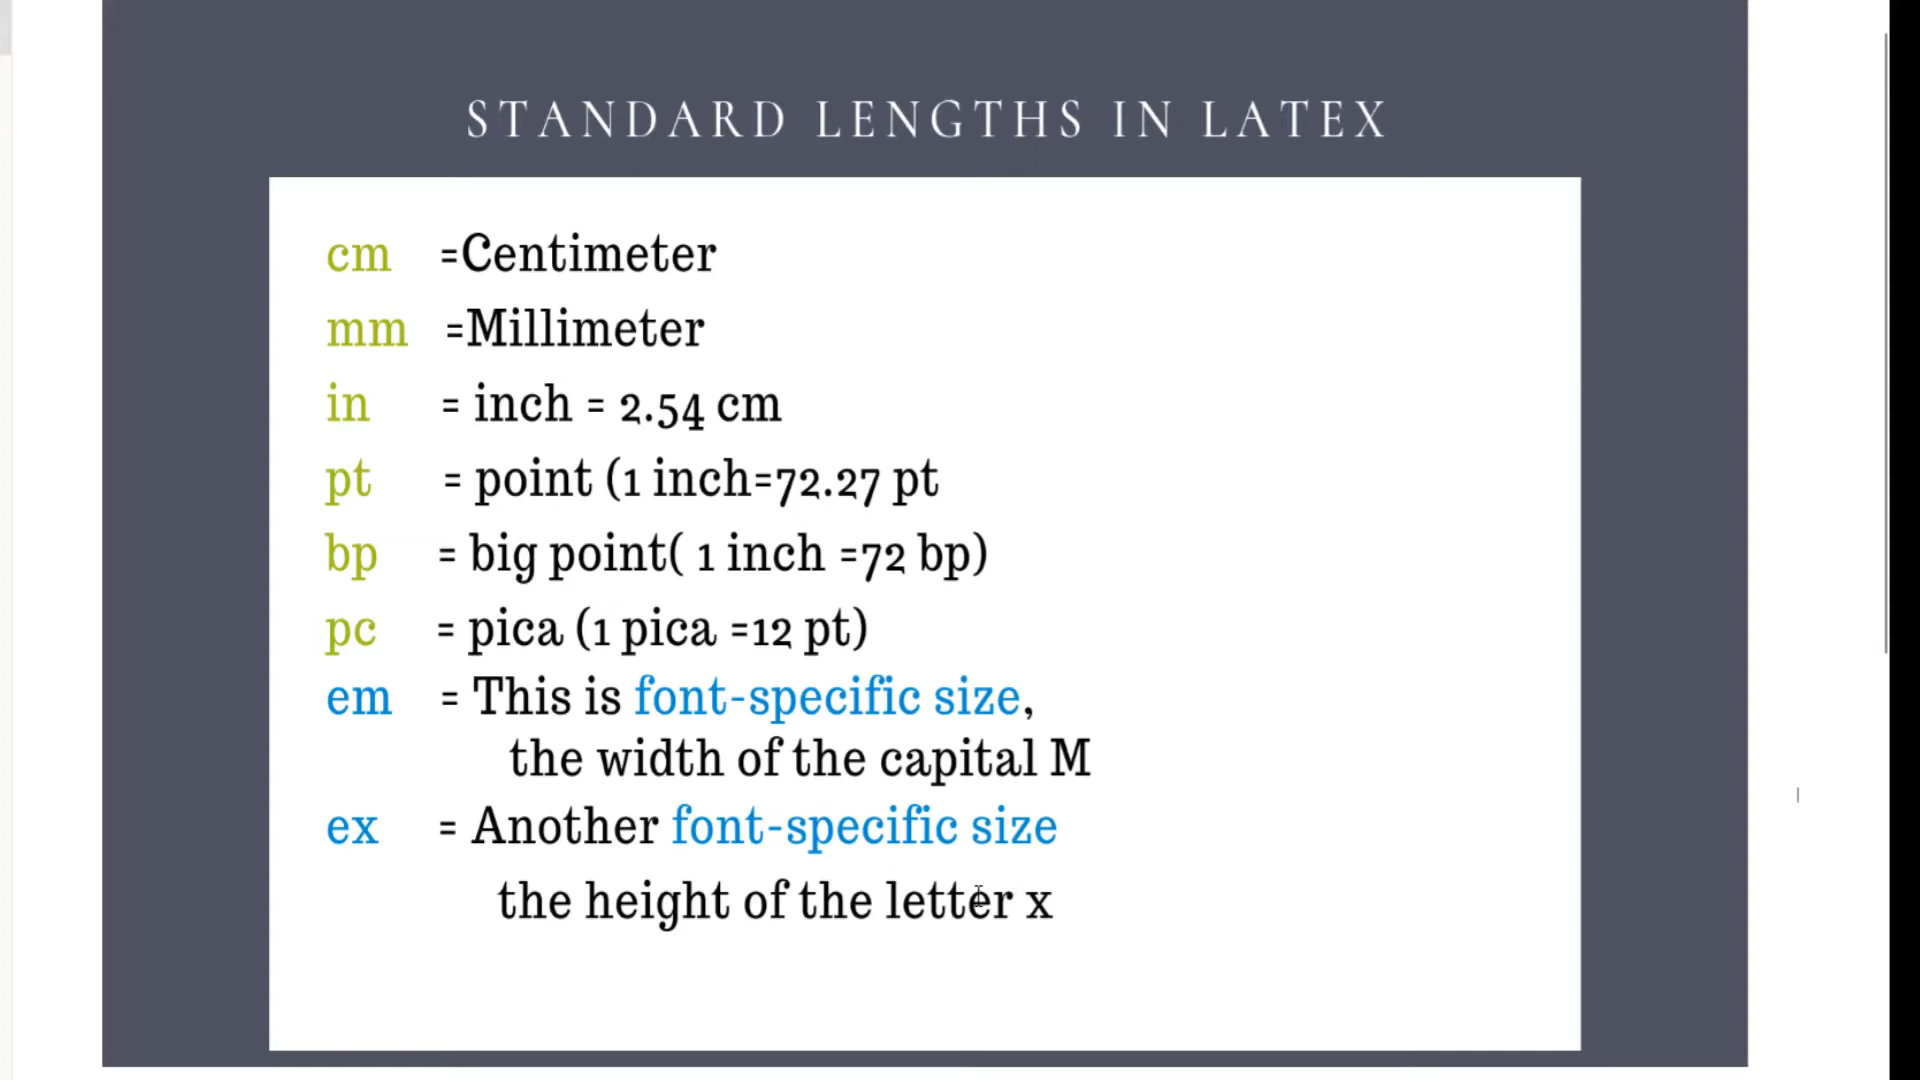 STANDARD LENGTHS IN LATEX
cm =Centimeter
mm =Millimeter
in = inch = 2.54 cm
pt = point (1 inch=72.27 pt
bp = big point( 1 inch =72 bp)
pc = pica (1 pica =12 pt)
em = This is font-specific size,
the width of the capital M
ex = Another font-specific size
the height of the letter x